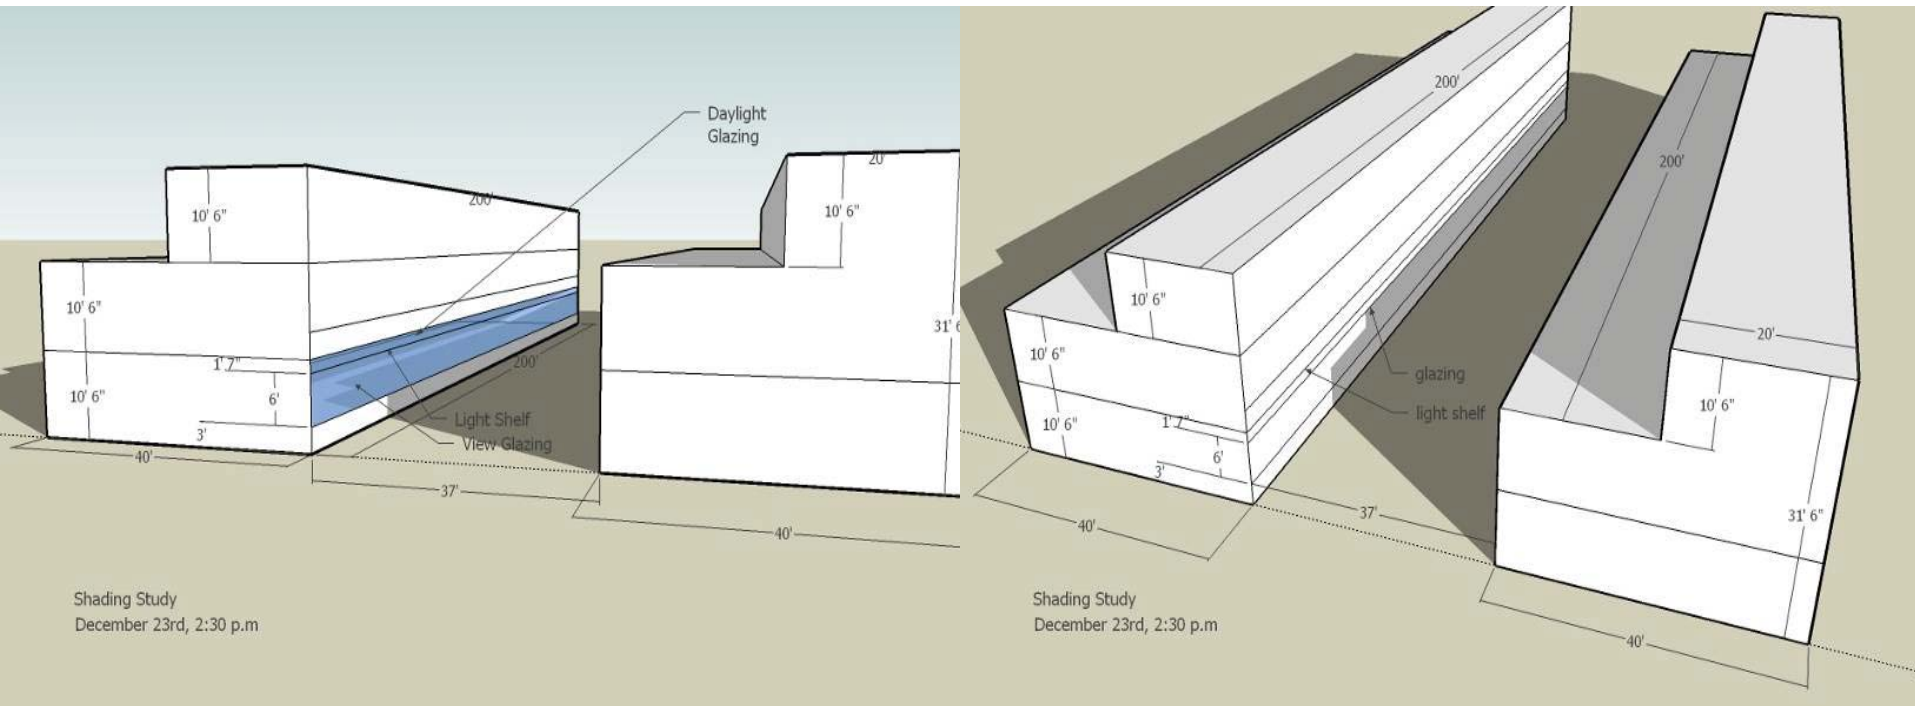 Daylight
Glazing
20'
200'
10' 6"
10' 6"
10' 6"
31' 6
1' 7"
200'
10' 6"
6'
Light Shelf
3'
View Glazing
40'
37'
40'
Shading Study
December 23rd, 2:30 p.m
200'
200'
10' 6"
20'
10' 6"
glazing
10' 6"
light shelf
10' 6"
1' 7"
6'
3'
37'
31' 6"
40'
40'
Shading Study
December 23rd, 2:30 p.m